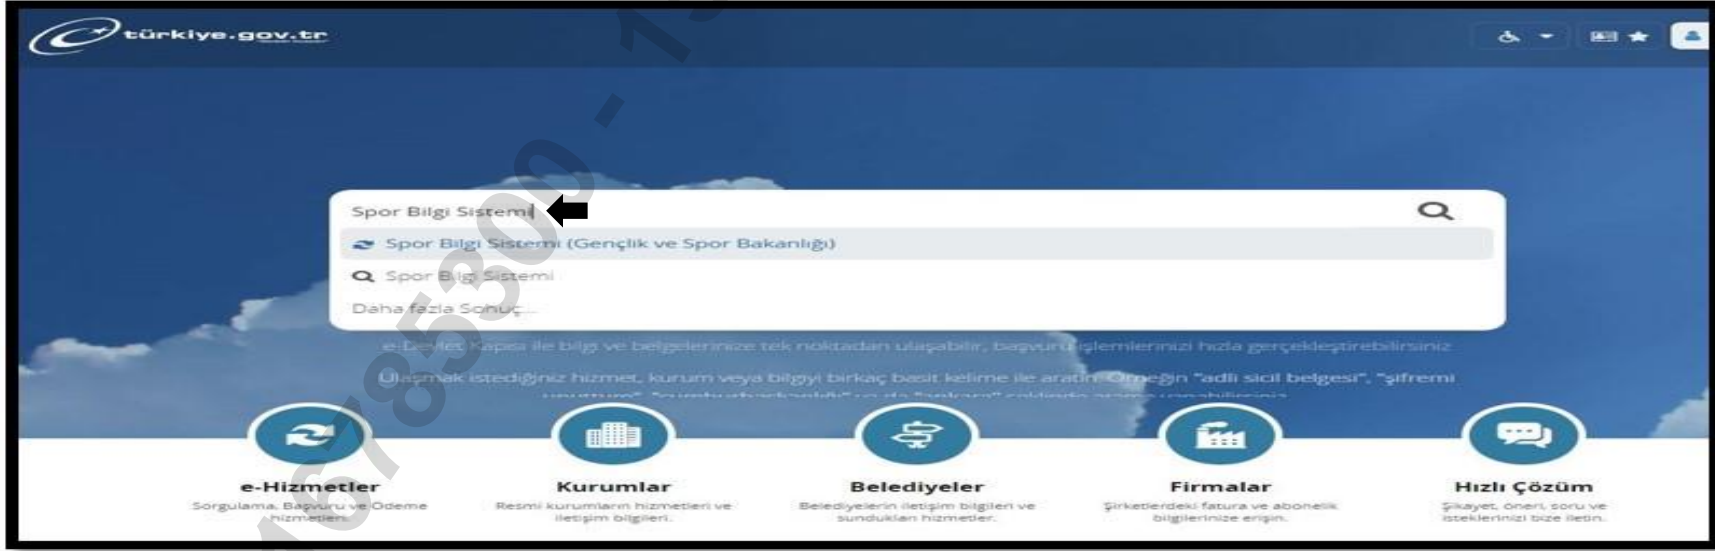 türkiye.gov.tr
Spor Bilgi Sistemi
Spor Bilgi Sistemi (Gençlik ve Spor Bakanlığı)
Spor Bilgi Sistemi
Daha fazla Sonuç...
e-Devlet Kapısı ile bilgi ve belgelerinize tek noktadan ulaşabilir, başvuru işlemlerinizi hızla gerçekleştirebilirsiniz
Ulaşmak istediğiniz hizmet, kurum veya bilgiyi birkaç basit kelime ile aratın. Örneğin "adli sicil belgesi", "şifremi
e-Hizmetler
Sorgulama, Başvuru ve Ödeme
hizmetleri.
Kurumlar
Resmi kurumların hizmetleri ve
iletişim bilgileri.
Belediyeler
Belediyelerin iletişim bilgileri ve
sundukları hizmetler.
Firmalar
Şirketlerdeki fatura ve abonelik
bilgilerinize erişin.
Hızlı Çözüm
Şikayet, öneri, soru ve
isteklerinizi bize iletin.